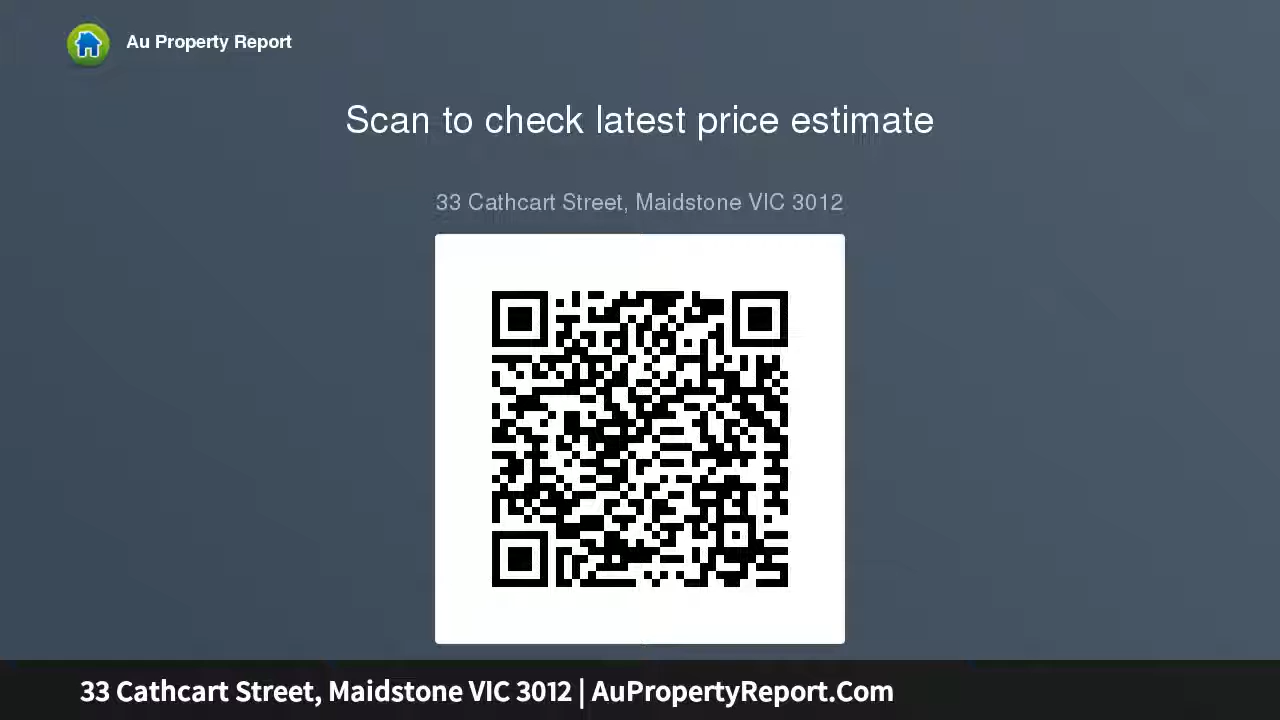 Au Property Report
Scan to check latest price estimate
33 Cathcart Street, Maidstone VIC 3012
33 Cathcart Street, Maidstone VIC 3012 | AuPropertyReport.Com